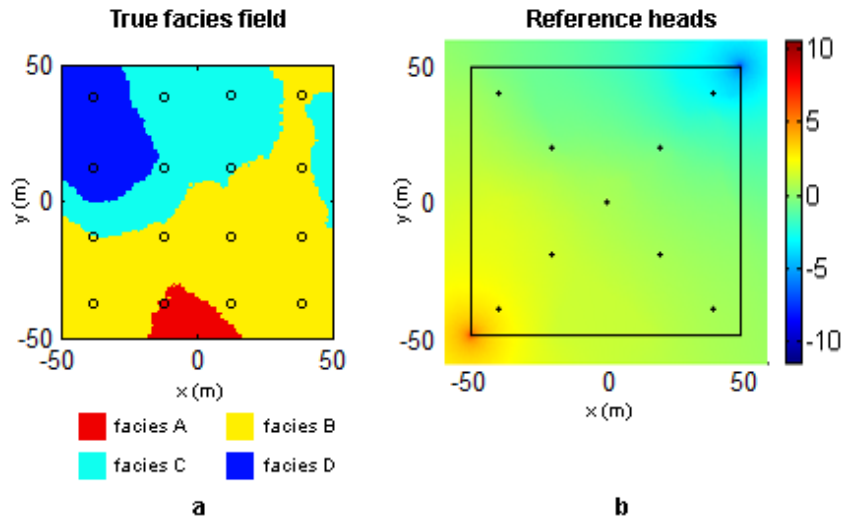 True facies field
Reference heads
50
0
-50
y (m)
-50 0 50
x (m)
50
0
-50
y (m)
-50 0 50
x (m)
10
5
0
-5
-10
facies A
facies B
facies C
facies D
a
b